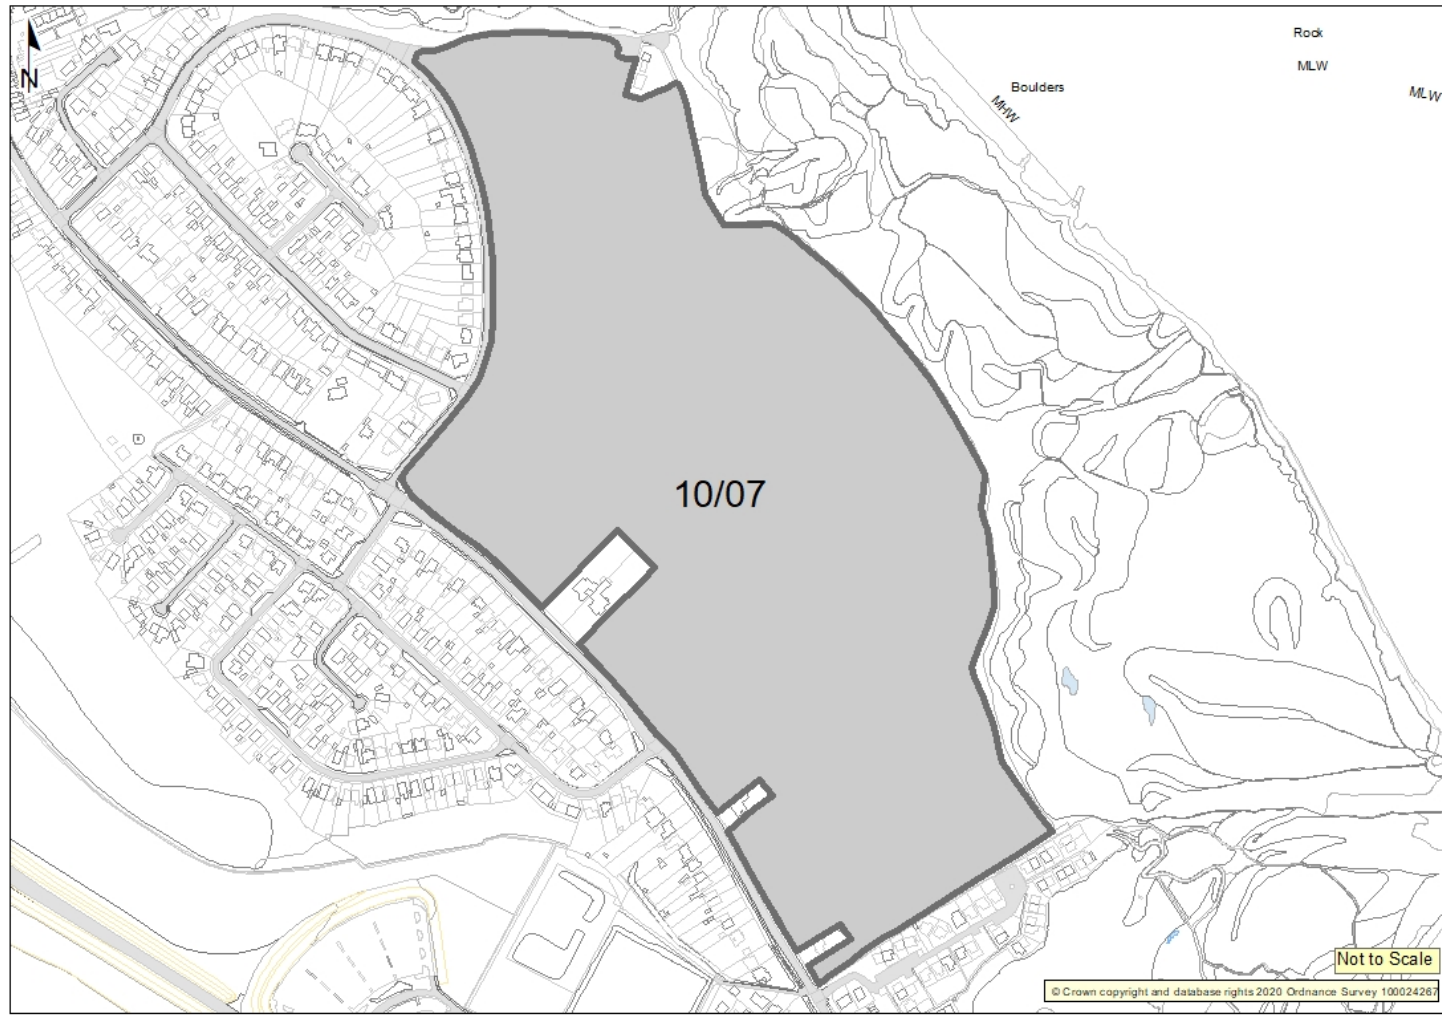 Rock
MLW
MLW
Boulders
MHW
N
10/07
Not to Scale
© Crown copyright and database rights 2020 Ordnance Survey 100024267